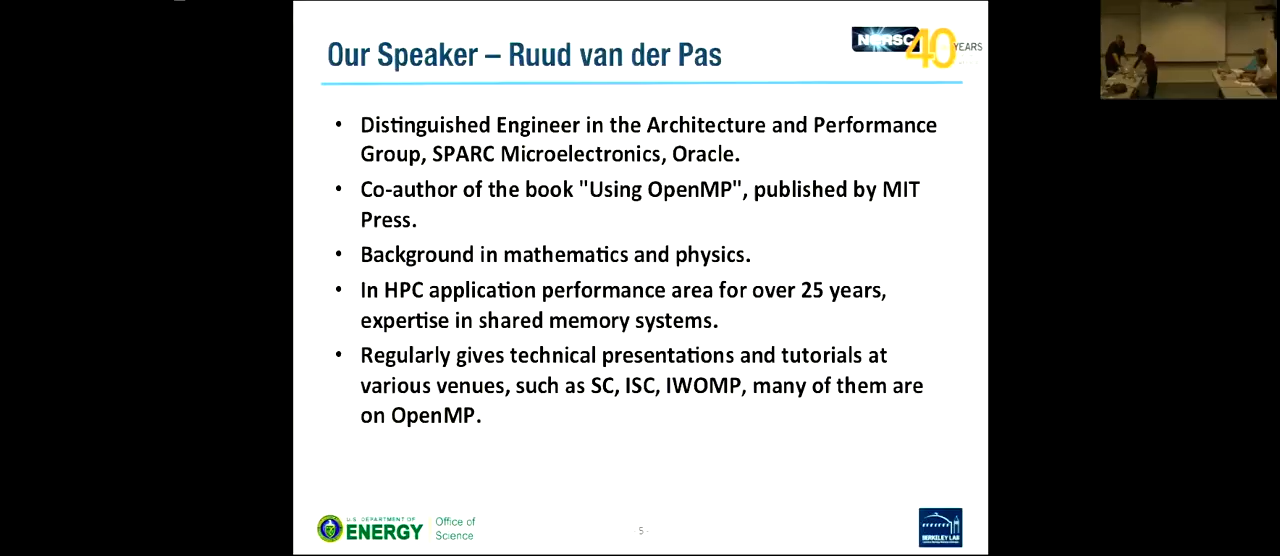 Our Speaker – Ruud van der Pas
NERSC 40 YEARS
• Distinguished Engineer in the Architecture and Performance
Group, SPARC Microelectronics, Oracle.
• Co-author of the book "Using OpenMP", published by MIT
Press.
• Background in mathematics and physics.
• In HPC application performance area for over 25 years,
expertise in shared memory systems.
• Regularly gives technical presentations and tutorials at
various venues, such as SC, ISC, IWOMP, many of them are
on OpenMP.
U.S. DEPARTMENT OF
ENERGY
Office of
Science
5
BERKELEY LAB